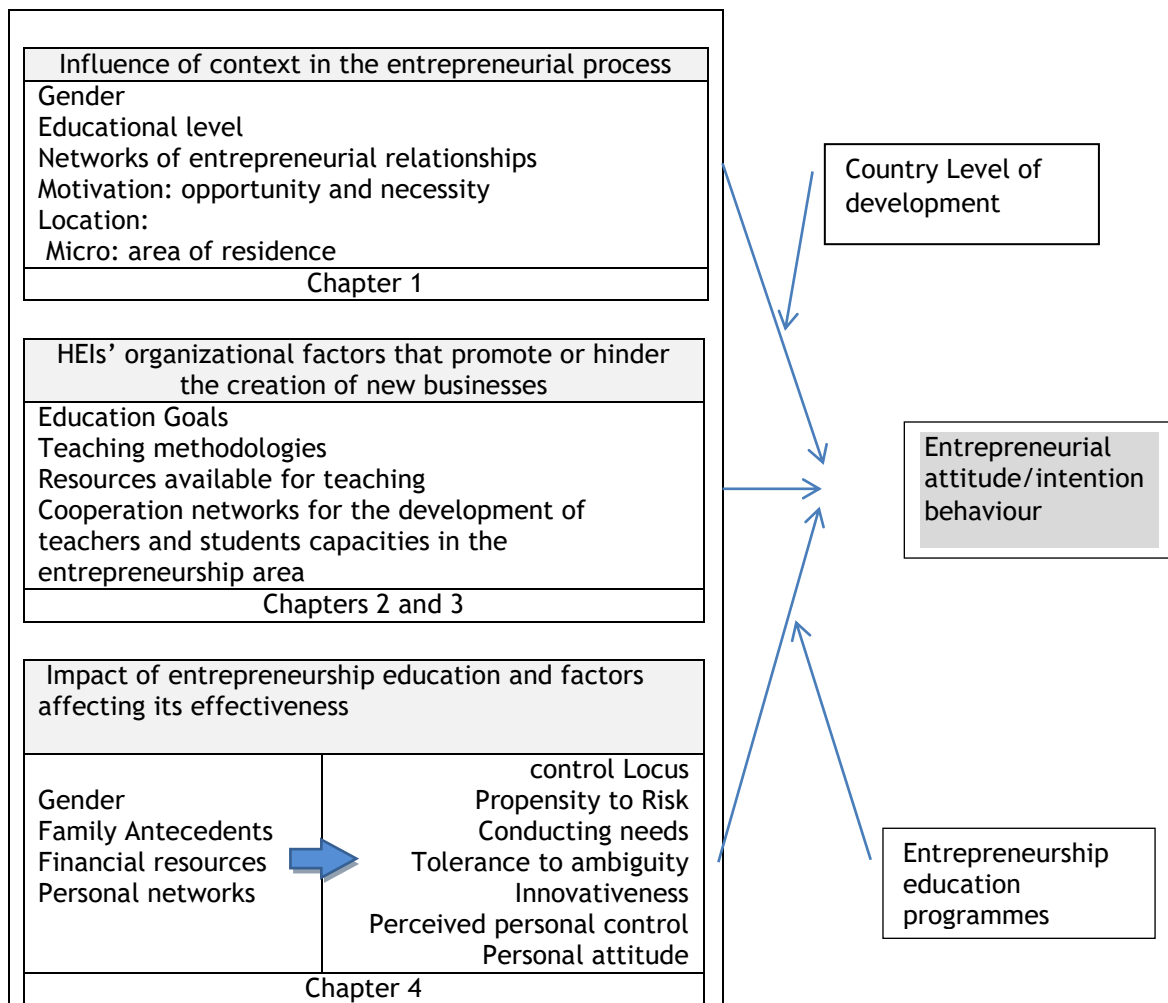 Influence of context in the entrepreneurial process
Gender
Educational level
Networks of entrepreneurial relationships
Motivation: opportunity and necessity
Location:
Micro: area of residence
Chapter 1
HEIs’ organizational factors that promote or hinder
the creation of new businesses
Education Goals
Teaching methodologies
Resources available for teaching
Cooperation networks for the development of
teachers and students capacities in the
entrepreneurship area
Chapters 2 and 3
Impact of entrepreneurship education and factors
affecting its effectiveness
Gender
Family Antecedents
Financial resources
Personal networks
control Locus
Propensity to Risk
Conducting needs
Tolerance to ambiguity
Innovativeness
Perceived personal control
Personal attitude
Chapter 4
Country Level of
development
Entrepreneurial
attitude/intention
behaviour
Entrepreneurship
education
programmes